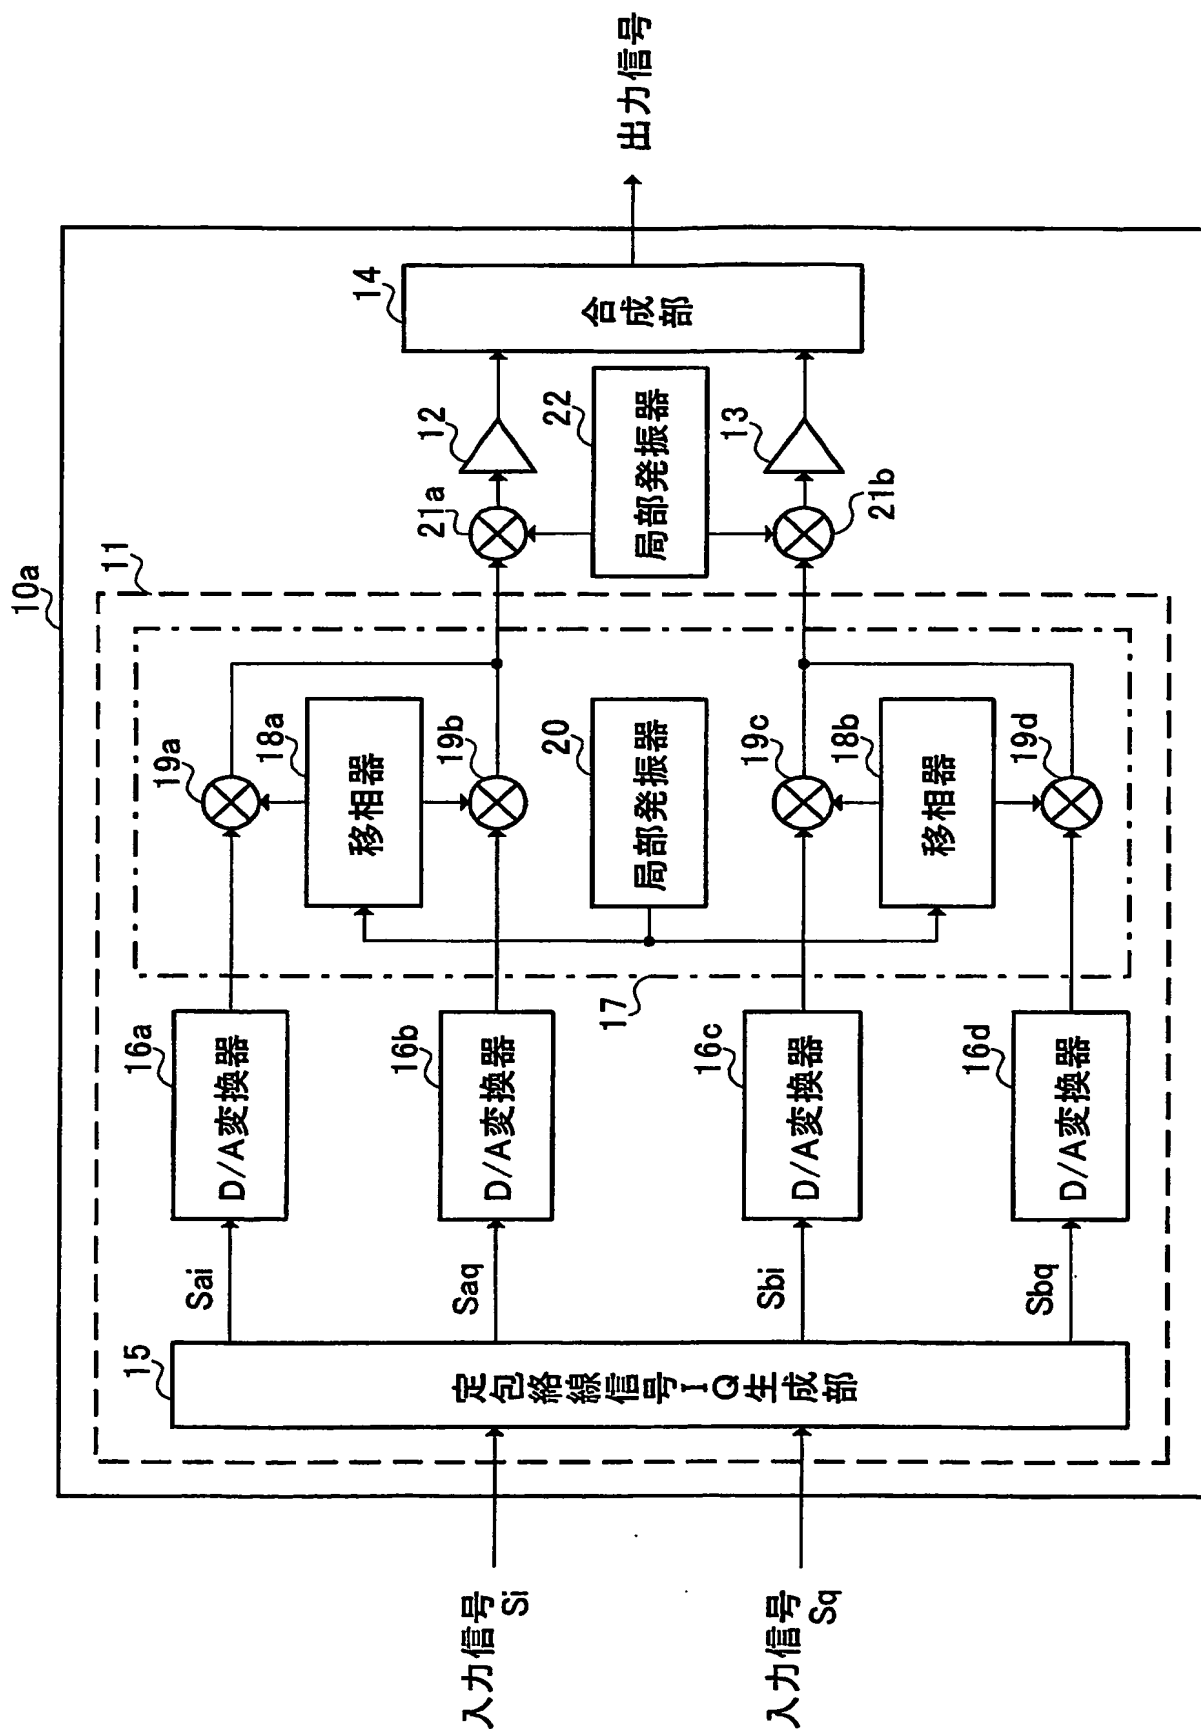 10a
11
入力信号
Si
入力信号
Sq
15
定包絡線信号IQ生成部
Sai
Saq
Sbi
Sbq
16a
D/A変換器
16b
D/A変換器
16c
D/A変換器
16d
D/A変換器
17
19a
18a
移相器
19b
20
局部発振器
19c
18b
移相器
19d
21a
12
22
局部発振器
21b
13
14
合成部
出力信号